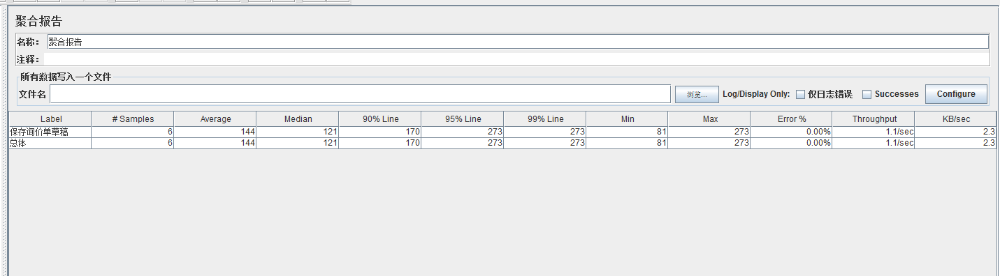 聚合报告
名称： 聚合报告
注释：
所有数据写入一个文件
文件名 浏览... Log/Display Only: 仅日志错误 Successes Configure
Label # Samples Average Median 90% Line 95% Line 99% Line Min Max Error % Throughput KB/sec
保存询价单草稿 6 144 121 170 273 273 81 273 0.00% 1.1/sec 2.3
总体 6 144 121 170 273 273 81 273 0.00% 1.1/sec 2.3